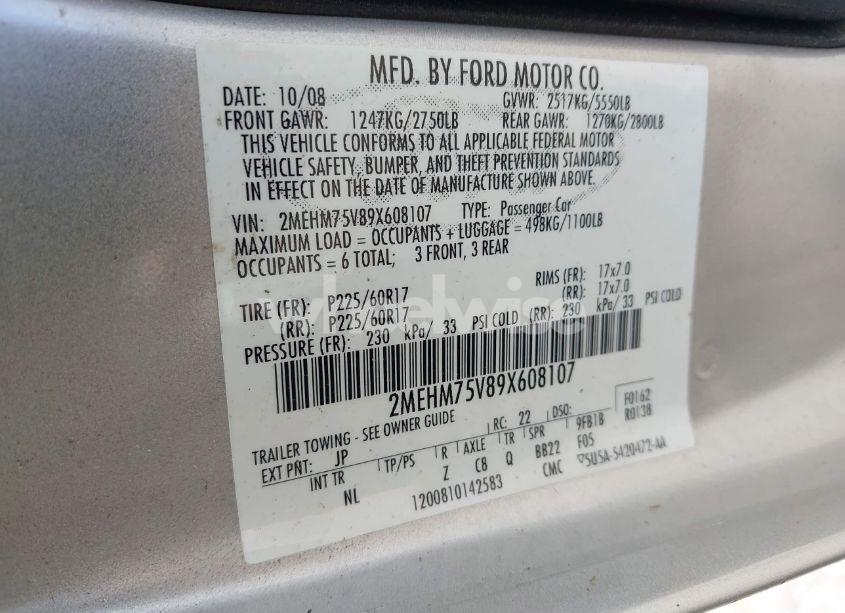 MFD. BY FORD MOTOR CO.
DATE: 10/08 GVWR: 2517KG/5550LB
FRONT GAWR: 1247KG/2750LB REAR GAWR: 1270KG/2800LB
THIS VEHICLE CONFORMS TO ALL APPLICABLE FEDERAL MOTOR
VEHICLE SAFETY, BUMPER, AND THEFT PREVENTION STANDARDS
IN EFFECT ON THE DATE OF MANUFACTURE SHOWN ABOVE.
VIN: 2MEHM75V89X608107 TYPE: Passenger Car
MAXIMUM LOAD = OCCUPANTS + LUGGAGE = 498KG/1100LB
OCCUPANTS = 6 TOTAL; 3 FRONT, 3 REAR
TIRE (FR): P225/60R17 RIMS (FR): 17x7.0
(RR): P225/60R17 (RR): 17x7.0
PRESSURE (FR): 230 kPa/ 33 PSI COLD (RR): 230 kPa/ 33 PSI COLD
wheelwise
2MEHM75V89X608107
TRAILER TOWING - SEE OWNER GUIDE RC: 22 DSO: F0162
R0138
EXT PNT: JP TP/PS R AXLE TR SPR 9FB1B
INT TR NL Z C8 Q BB22 F05
1200810142583 CMC 5U5A-5420472-AA